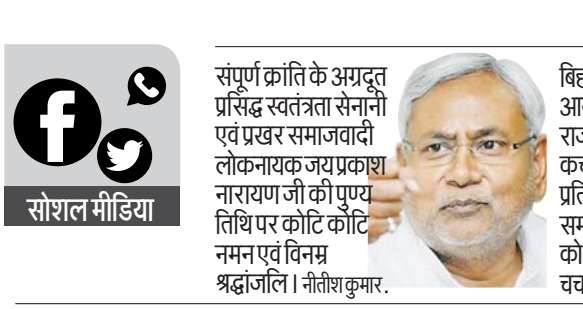 सोशल मीडिया
संपूर्ण क्रांति के अग्रदूत
प्रसिद्ध स्वतंत्रता सेनानी
एवं प्रखर समाजवादी
लोकनायक जय प्रकाश
नारायण जी की पुण्य
तिथि पर कोटि कोटि
नमन एवं विनम्र
श्रद्धांजलि । नीतीश कुमार.